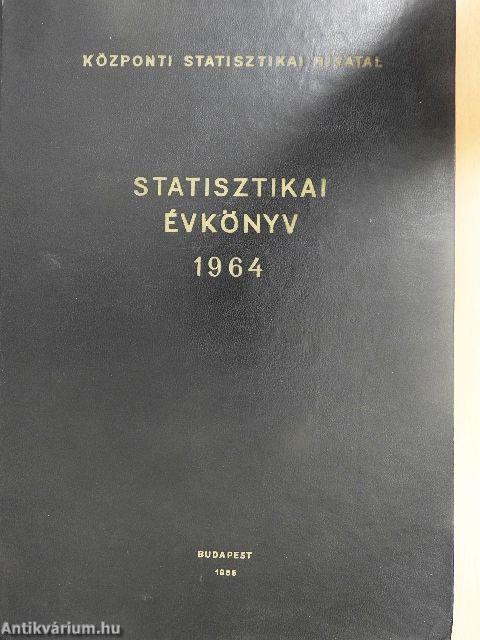 KÖZPONTI STATISZTIKAI HIVATAL
STATISZTIKAI
ÉVKÖNYV
1964
BUDAPEST
1965
Antikvárium.hu